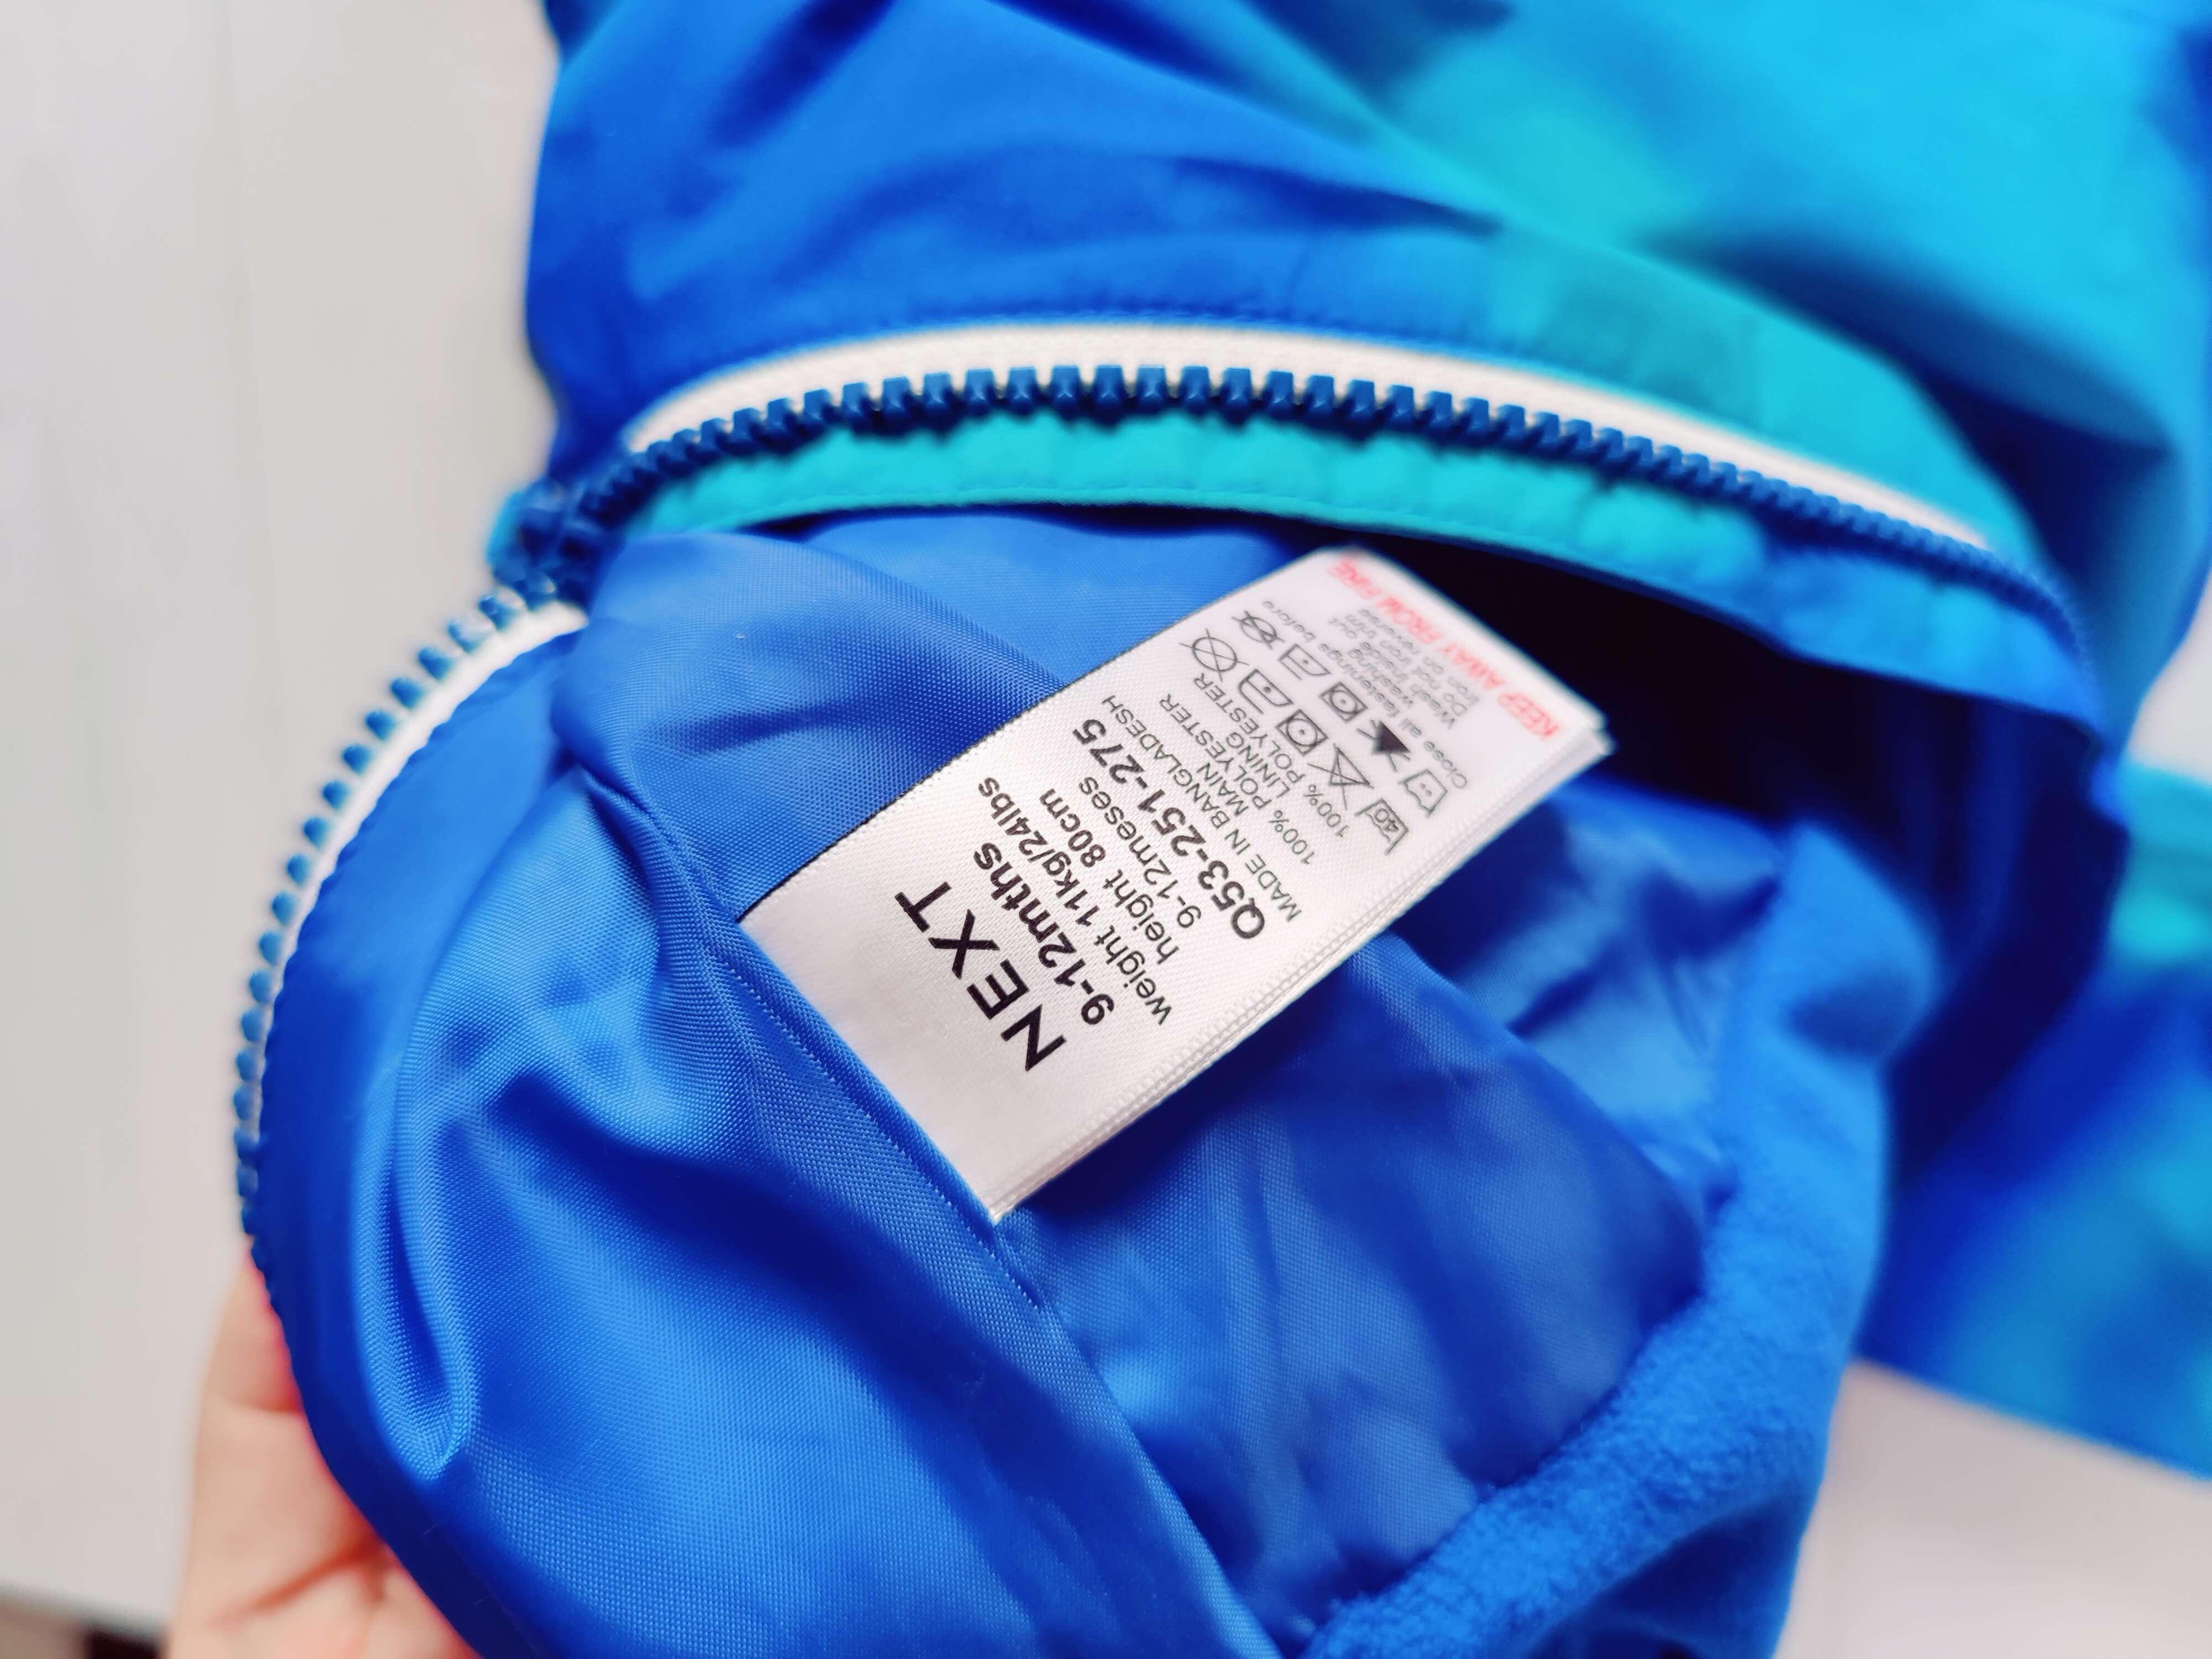 NEXT
9-12mths
weight 11kg/24lbs
height 80cm
9-12meses
Q53-251-275
MADE IN BANGLADESH
MAIN
100% POLYESTER
LINING
100% POLYESTER
40
Close all fastenings before
washing
Wash inside out
Do not iron trim
Iron on reverse
KEEP AWAY FROM FIRE